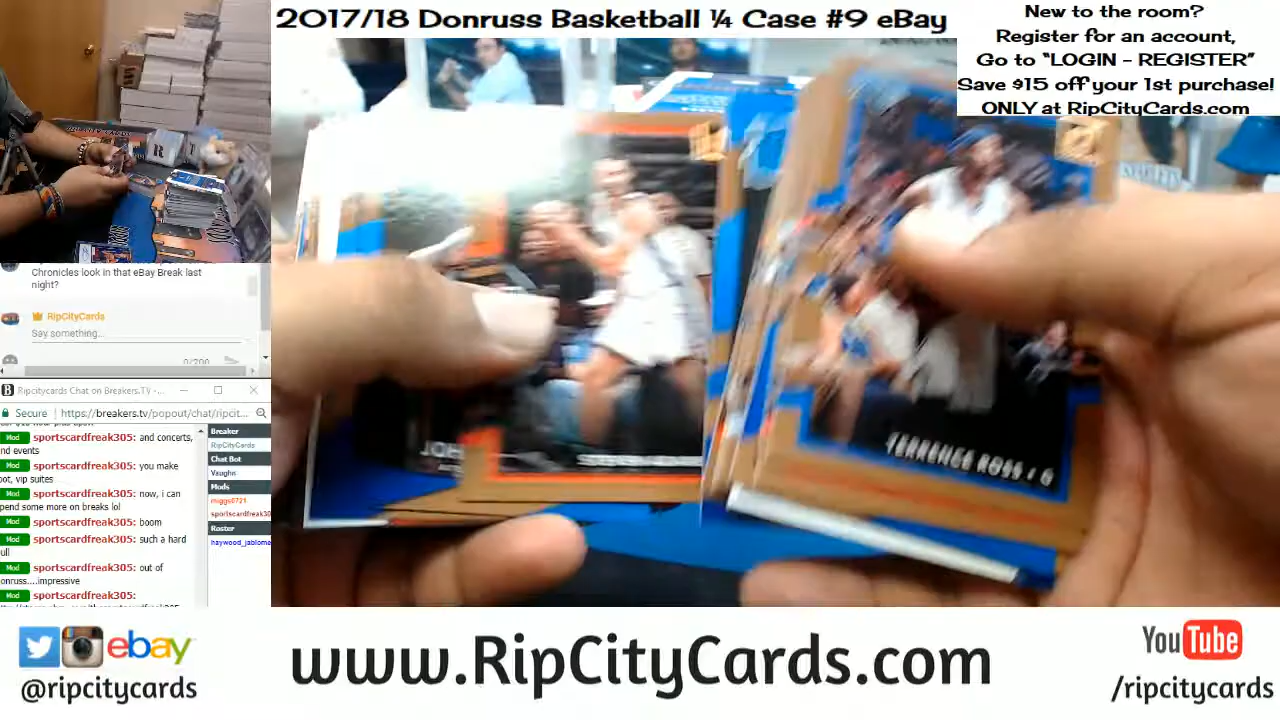 2017/18 Donruss Basketball ¼ Case #9 eBay
New to the room?
Register for an account,
Go to “LOGIN - REGISTER”
Save $15 off your 1st purchase!
ONLY at RipCityCards.com
Chronicles look in that eBay Break last
night?
RipCityCards
Say something...
0/200
Ripcitycards Chat on Breakers.TV - ...
Secure https://breakers.tv/popout/chat/ripcit...
Mod sportscardfreak305: and concerts,
nd events
Mod sportscardfreak305: you make
oot, vip suites
Mod sportscardfreak305: now, i can
pend some more on breaks lol
Mod sportscardfreak305: boom
Mod sportscardfreak305: such a hard
ull
Mod sportscardfreak305: out of
onruss....impressive
Mod sportscardfreak305:
Breaker
RipCityCards
Chat Bot
Vaughn
Mods
miggs0721
sportscardfreak30
Roster
haywood_jablome
TERRENCE ROSS / G
ebay
@ripcitycards
www.RipCityCards.com
YouTube
/ripcitycards